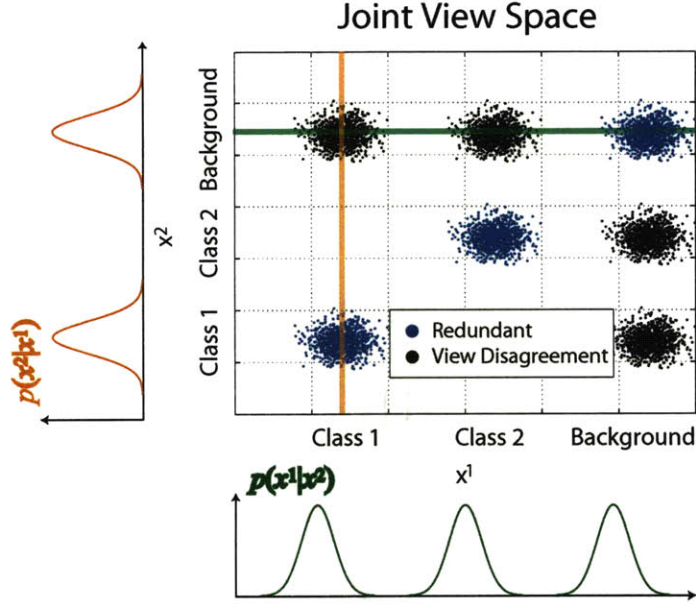 Joint View Space
Background
Class 2
Class 1
x²
p(x²|x¹)
Redundant
View Disagreement
Class 1
Class 2
Background
x¹
p(x¹|x²)